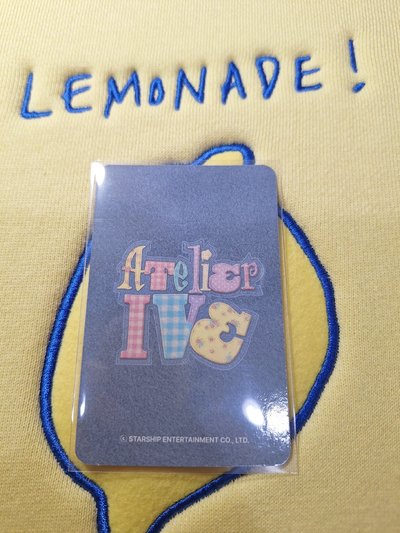 LEMONADE!
Atelier
IVE
Ⓒ STARSHIP ENTERTAINMENT CO., LTD.